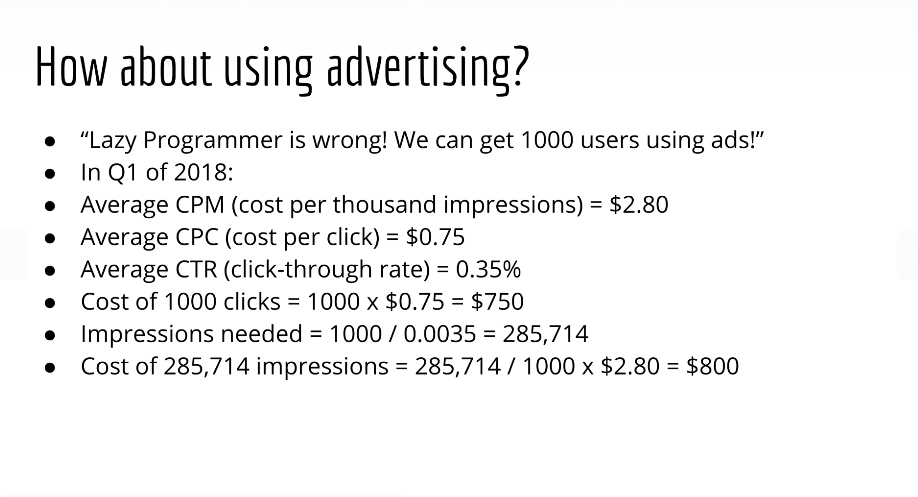 How about using advertising?
● “Lazy Programmer is wrong! We can get 1000 users using ads!”
● In Q1 of 2018:
● Average CPM (cost per thousand impressions) = $2.80
● Average CPC (cost per click) = $0.75
● Average CTR (click-through rate) = 0.35%
● Cost of 1000 clicks = 1000 x $0.75 = $750
● Impressions needed = 1000 / 0.0035 = 285,714
● Cost of 285,714 impressions = 285,714 / 1000 x $2.80 = $800